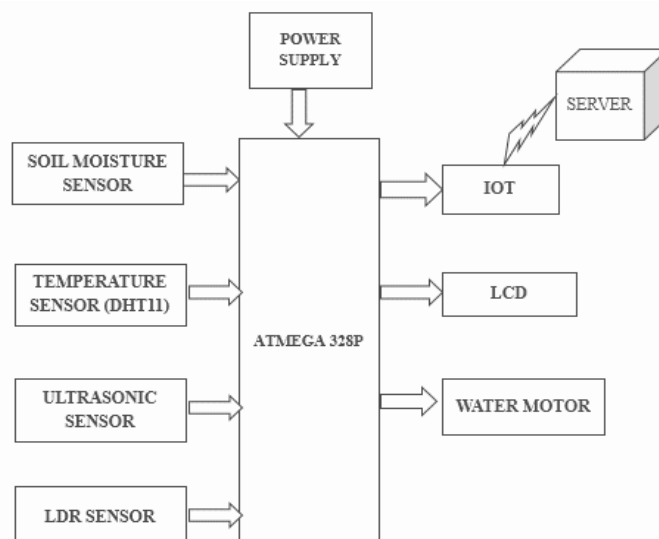 POWER
SUPPLY
SERVER
SOIL MOISTURE
SENSOR
IOT
TEMPERATURE
SENSOR (DHT11)
LCD
ATMEGA 328P
ULTRASONIC
SENSOR
WATER MOTOR
LDR SENSOR